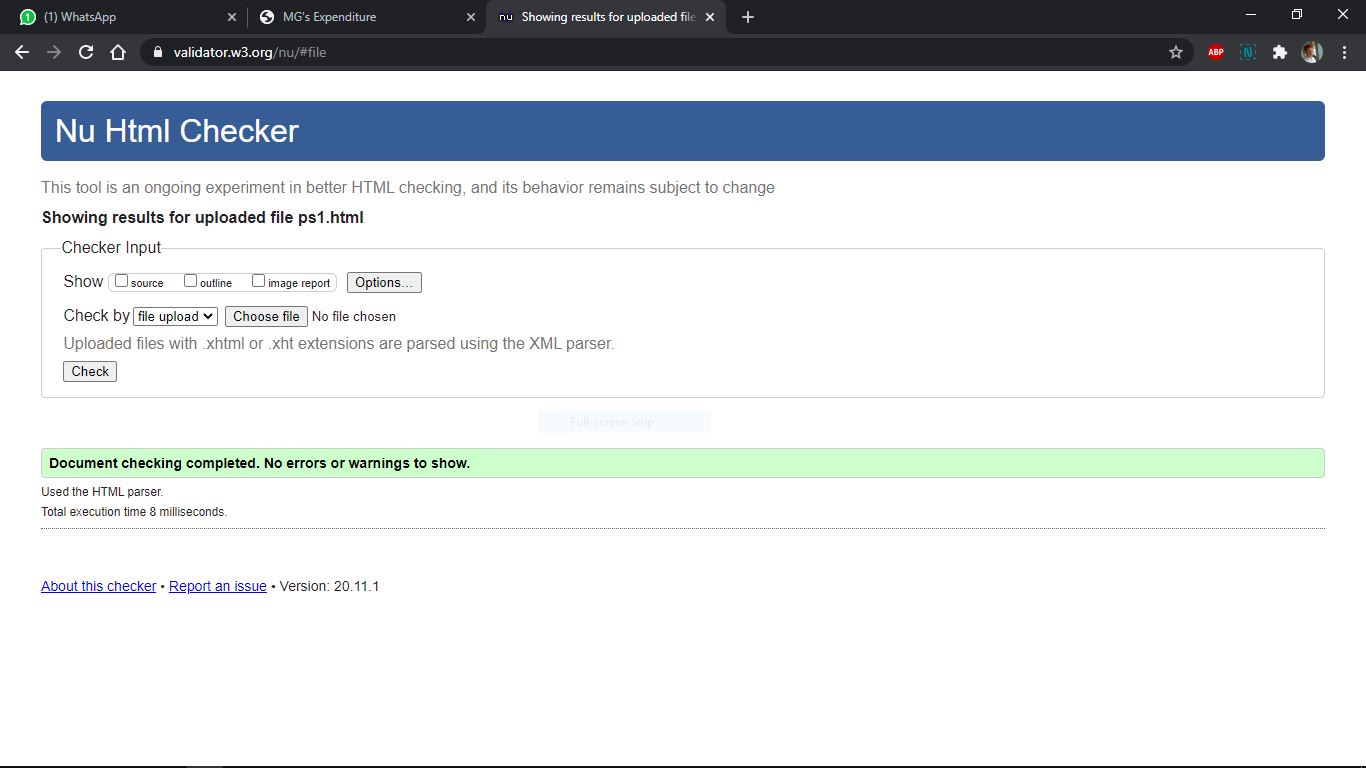 (1) WhatsApp
MG's Expenditure
nu Showing results for uploaded file
validator.w3.org/nu/#file
ABP
N
Nu Html Checker
This tool is an ongoing experiment in better HTML checking, and its behavior remains subject to change
Showing results for uploaded file ps1.html
Checker Input
Show source outline image report Options...
Check by file upload Choose file No file chosen
Uploaded files with .xhtml or .xht extensions are parsed using the XML parser.
Check
Full-screen Snip
Document checking completed. No errors or warnings to show.
Used the HTML parser.
Total execution time 8 milliseconds.
About this checker • Report an issue • Version: 20.11.1